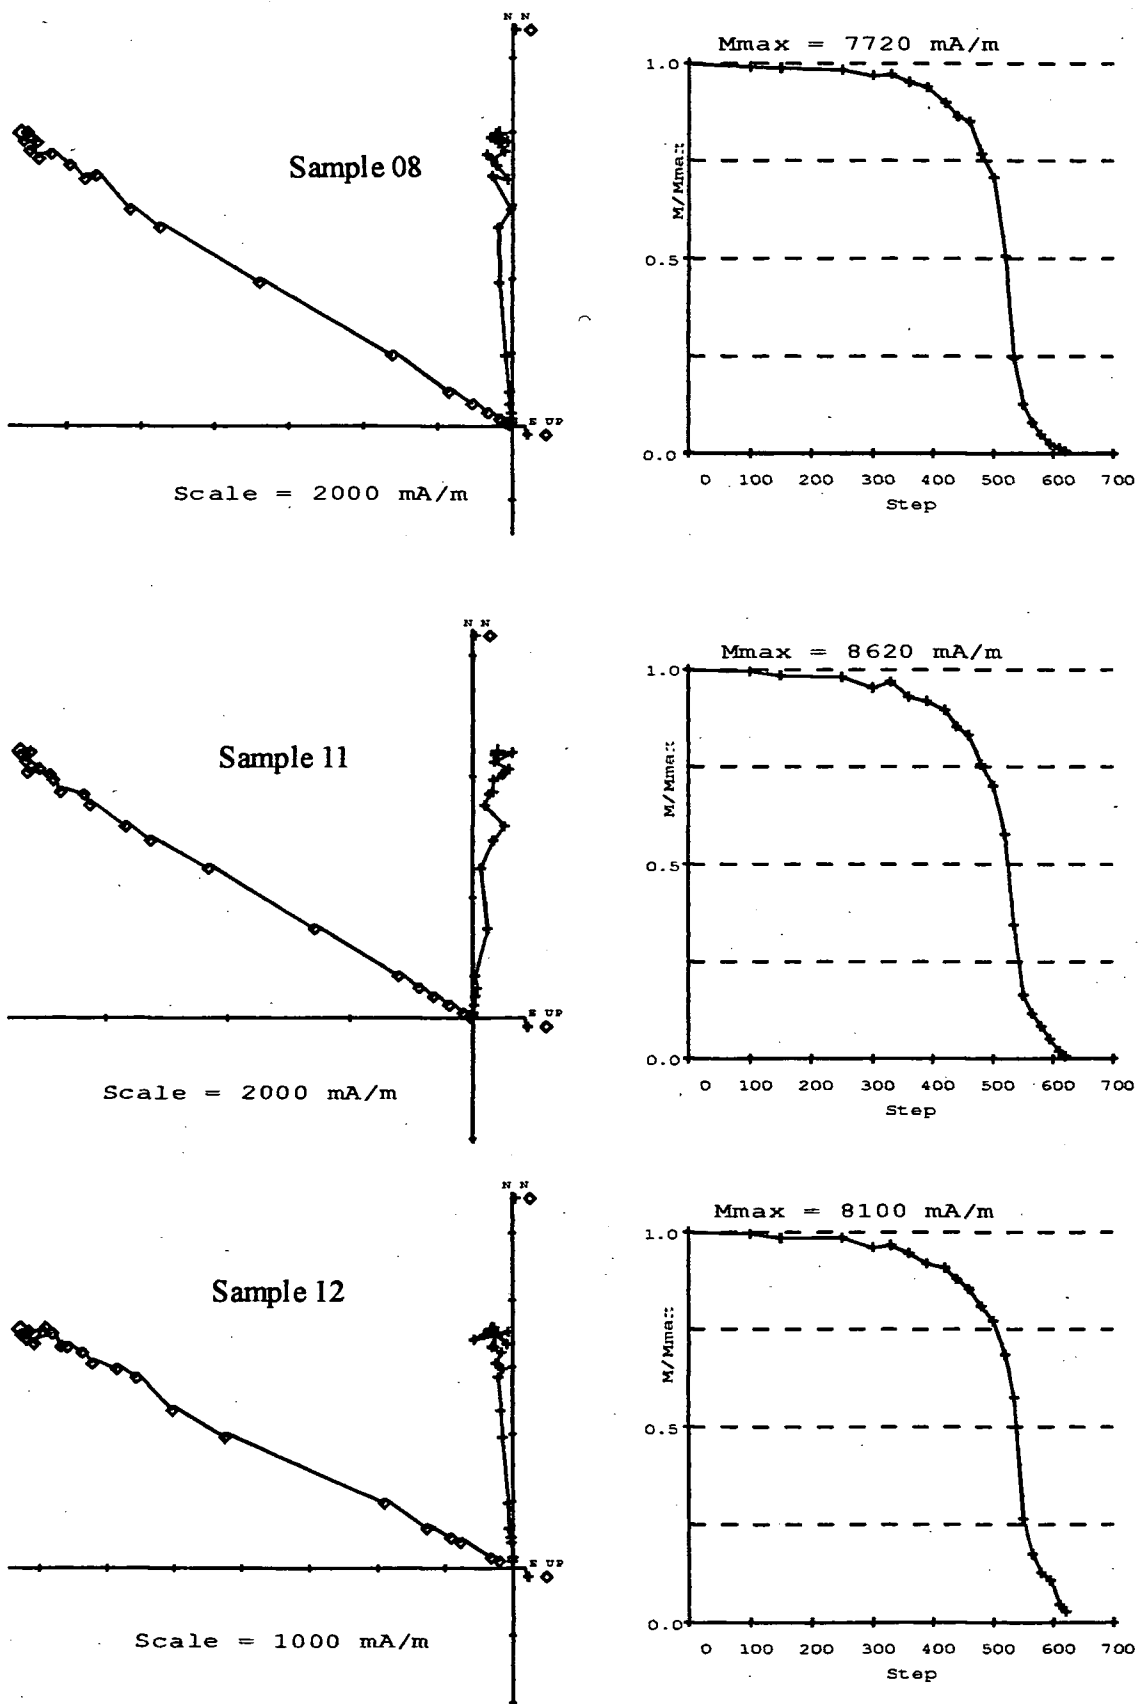 N N
Sample 08
E UP
Scale = 2000 mA/m
Mmax = 7720 mA/m
1.0
M/Mmax
0.5
0.0
0 100 200 300 400 500 600 700
Step
N N
Sample 11
E UP
Scale = 2000 mA/m
Mmax = 8620 mA/m
1.0
M/Mmax
0.5
0.0
0 100 200 300 400 500 600 700
Step
N N
Sample 12
E UP
Scale = 1000 mA/m
Mmax = 8100 mA/m
1.0
M/Mmax
0.5
0.0
0 100 200 300 400 500 600 700
Step